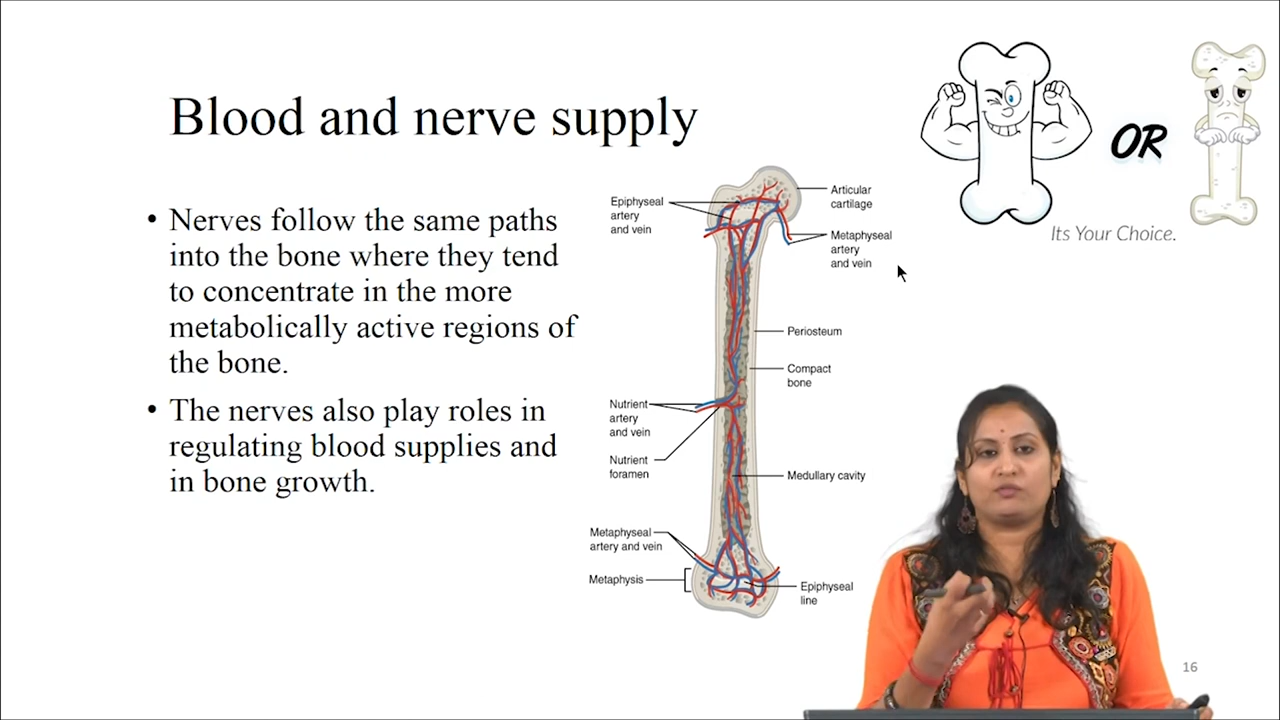 Blood and nerve supply
OR
Its Your Choice.
• Nerves follow the same paths
into the bone where they tend
to concentrate in the more
metabolically active regions of
the bone.
• The nerves also play roles in
regulating blood supplies and
in bone growth.
Epiphyseal
artery
and vein
Articular
cartilage
Metaphyseal
artery
and vein
Periosteum
Compact
bone
Nutrient
artery
and vein
Nutrient
foramen
Medullary cavity
Metaphyseal
artery and vein
Metaphysis
Epiphyseal
line
16